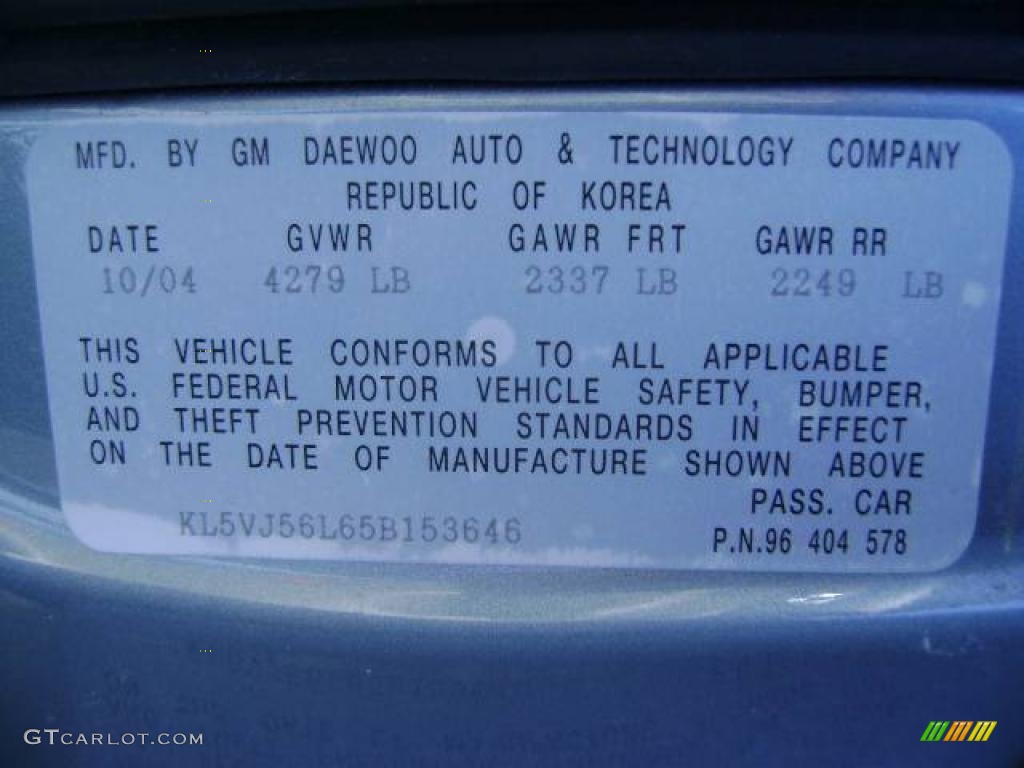 MFD. BY GM DAEWOO AUTO & TECHNOLOGY COMPANY
REPUBLIC OF KOREA
DATE GVWR GAWR FRT GAWR RR
10/04 4279 LB 2337 LB 2249 LB
THIS VEHICLE CONFORMS TO ALL APPLICABLE
U.S. FEDERAL MOTOR VEHICLE SAFETY, BUMPER,
AND THEFT PREVENTION STANDARDS IN EFFECT
ON THE DATE OF MANUFACTURE SHOWN ABOVE
PASS. CAR
KL5VJ56L65B153646
P.N.96 404 578
GTCARLOT.COM